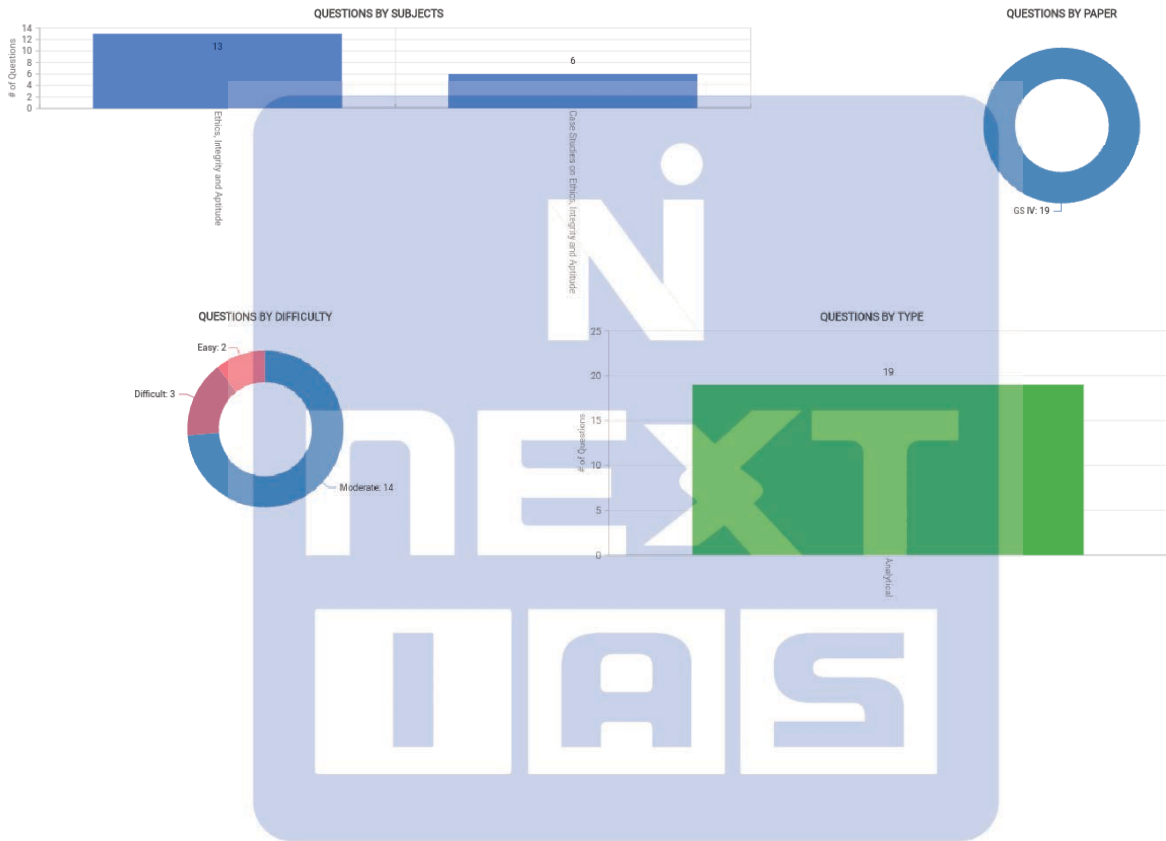 QUESTIONS BY SUBJECTS
# of Questions
14
12
10
8
6
4
2
0
13
6
Ethics, Integrity and Aptitude
Case Studies on Ethics, Integrity and Aptitude
QUESTIONS BY PAPER
GS IV: 19
QUESTIONS BY DIFFICULTY
Easy: 2
Difficult: 3
Moderate: 14
QUESTIONS BY TYPE
# of Questions
25
20
15
10
5
0
19
Analytical
N
NEXT
IAS